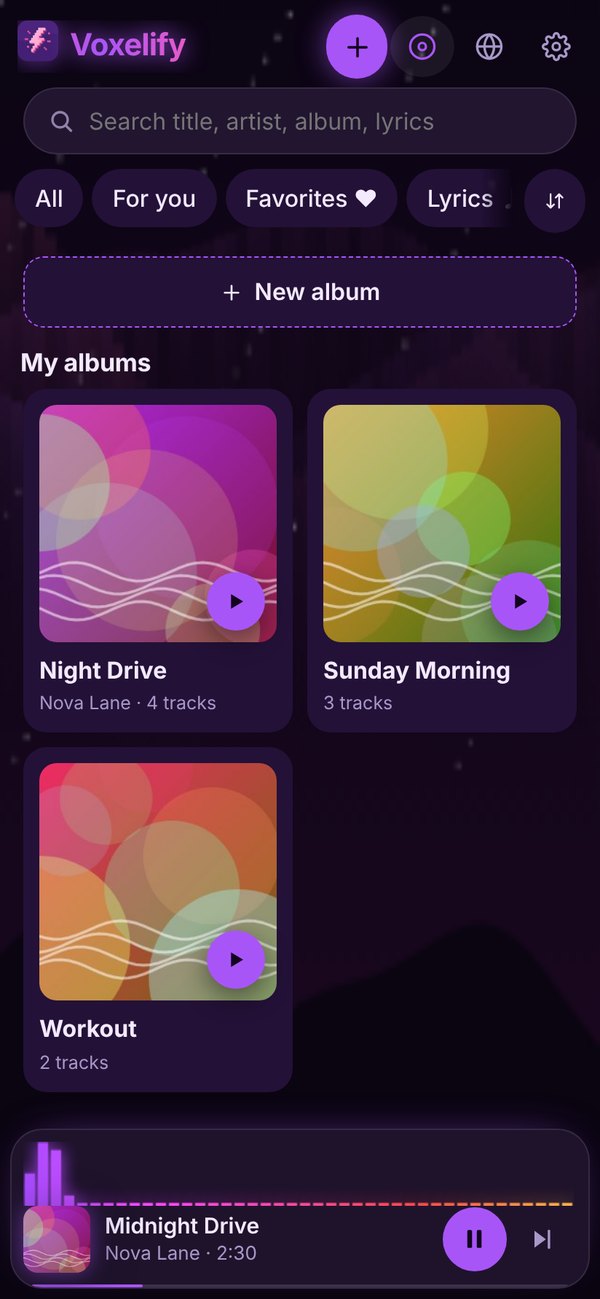 Voxelify
Search title, artist, album, lyrics
All
For you
Favorites ♥
Lyrics
+ New album
My albums
Night Drive
Nova Lane · 4 tracks
Sunday Morning
3 tracks
Workout
2 tracks
Midnight Drive
Nova Lane · 2:30